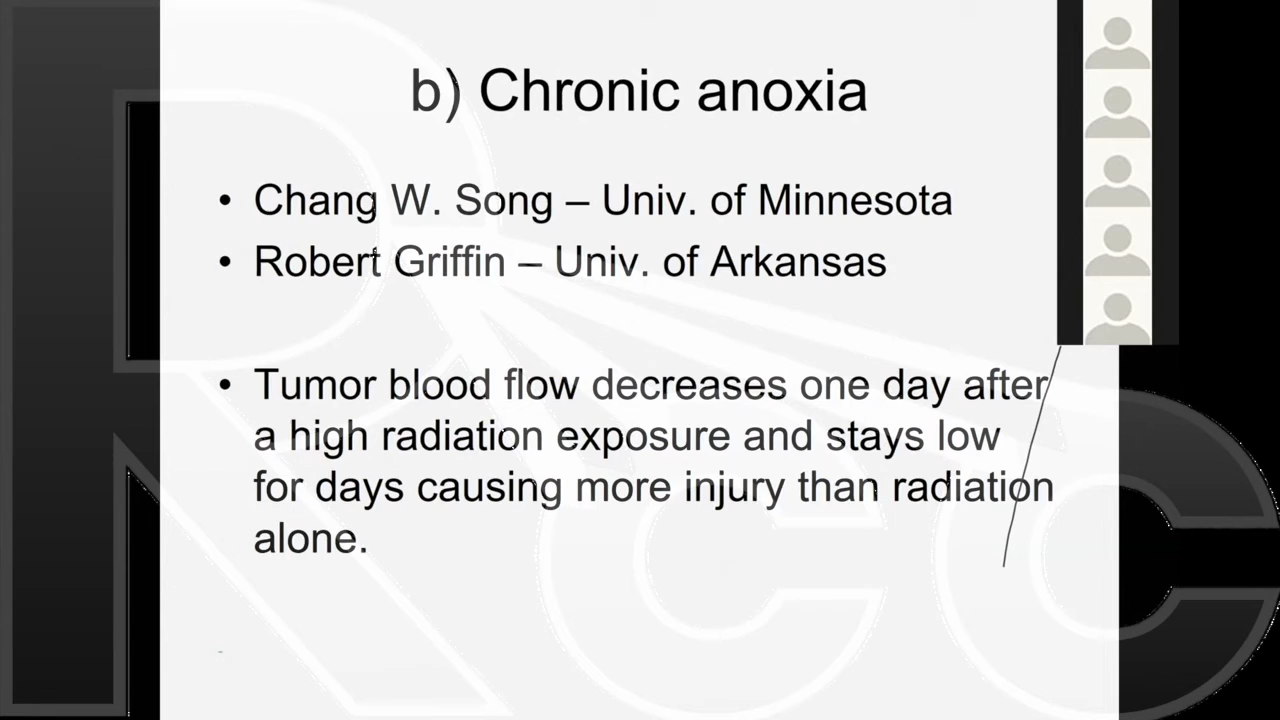 b) Chronic anoxia
• Chang W. Song – Univ. of Minnesota
• Robert Griffin – Univ. of Arkansas
• Tumor blood flow decreases one day after
a high radiation exposure and stays low
for days causing more injury than radiation
alone.
RCC